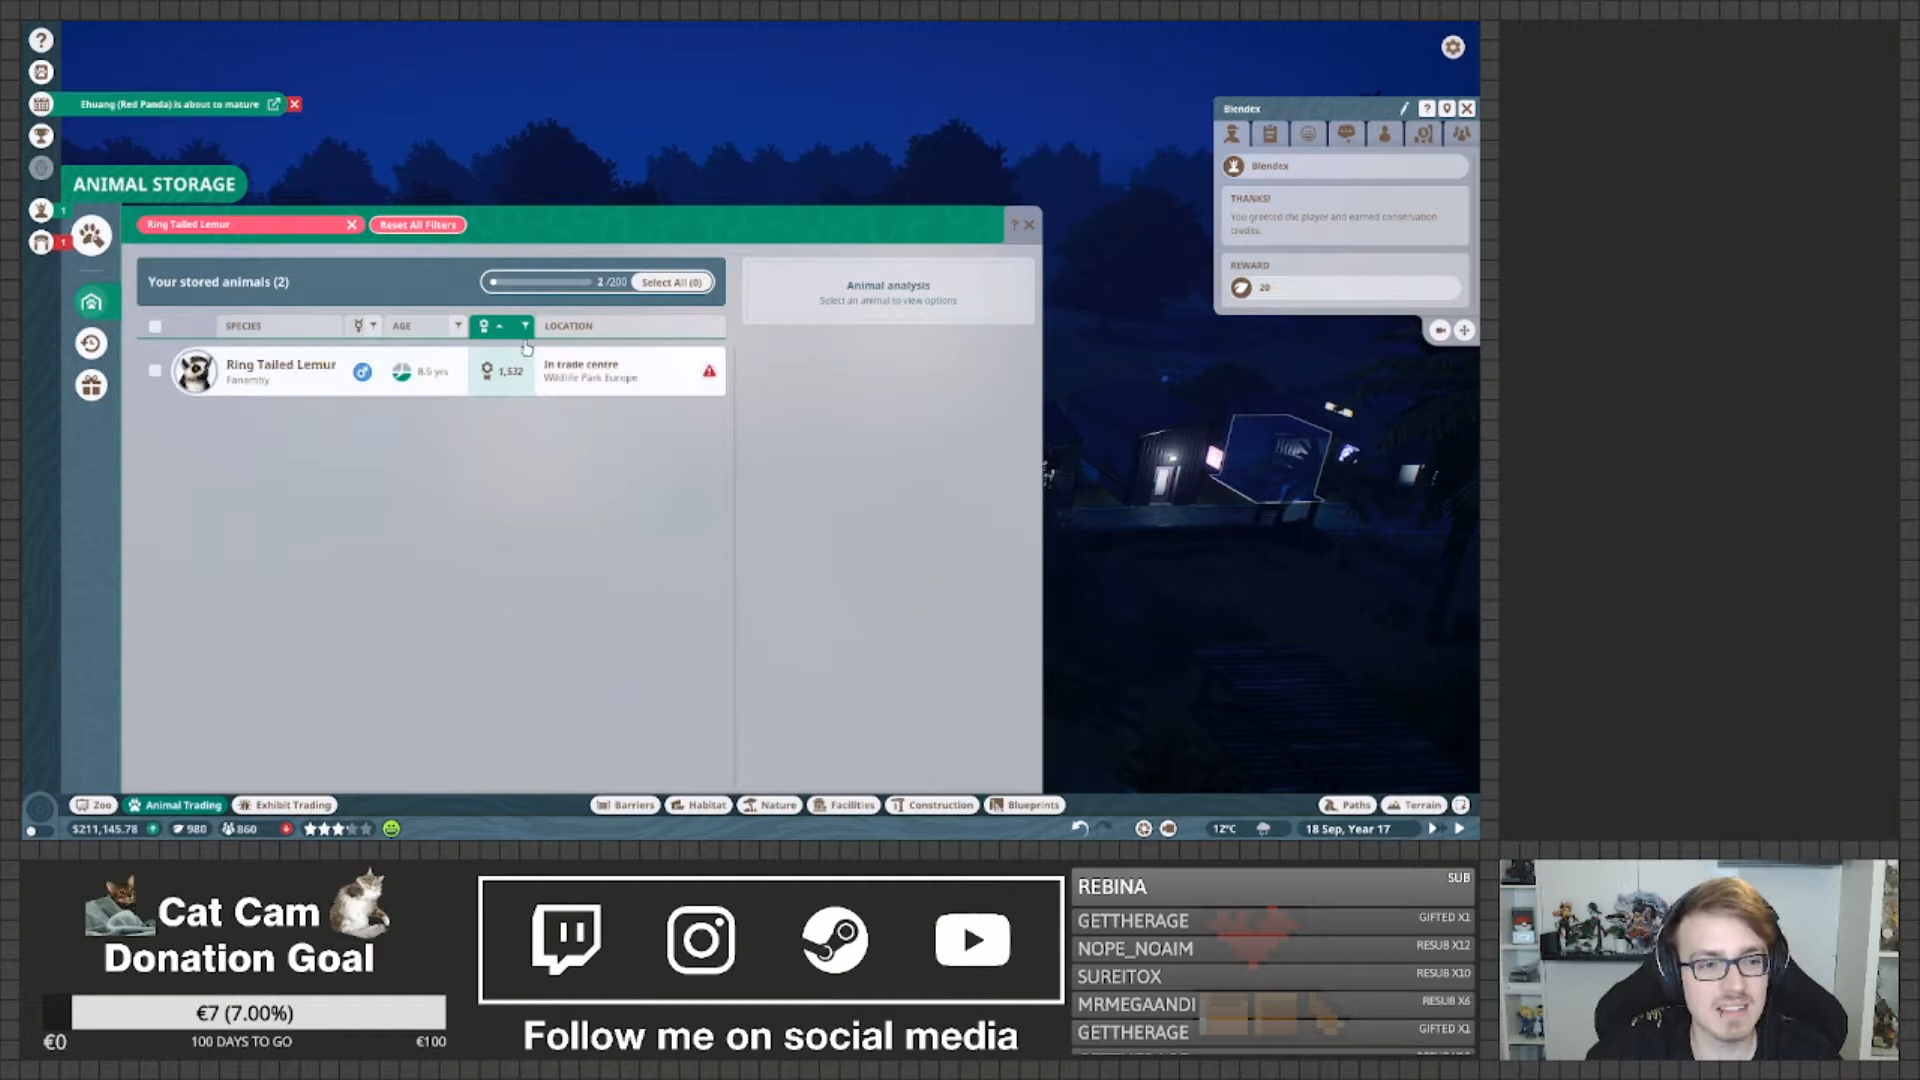 Ehuang (Red Panda) is about to mature
ANIMAL STORAGE
1
1
Ring Tailed Lemur
Reset All Filters
?
Your stored animals (2)
2 /200
Select All (0)
SPECIES
AGE
LOCATION
Ring Tailed Lemur
Fanamby
8.5 yrs
1,532
In trade centre
Wildlife Park Europe
Animal analysis
Select an animal to view options
Blendex
?
Blendex
THANKS!
You greeted the player and earned conservation
credits.
REWARD
20
Zoo
Animal Trading
Exhibit Trading
Barriers
Habitat
Nature
Facilities
Construction
Blueprints
Paths
Terrain
$211,145.78
980
860
12°C
18 Sep, Year 17
Cat Cam
Donation Goal
€7 (7.00%)
€0
100 DAYS TO GO
€100
Follow me on social media
REBINA
SUB
GETTHERAGE
GIFTED X1
NOPE_NOAIM
RESUB X12
SUREITOX
RESUB X10
MRMEGAANDI
RESUB X6
GETTHERAGE
GIFTED X1